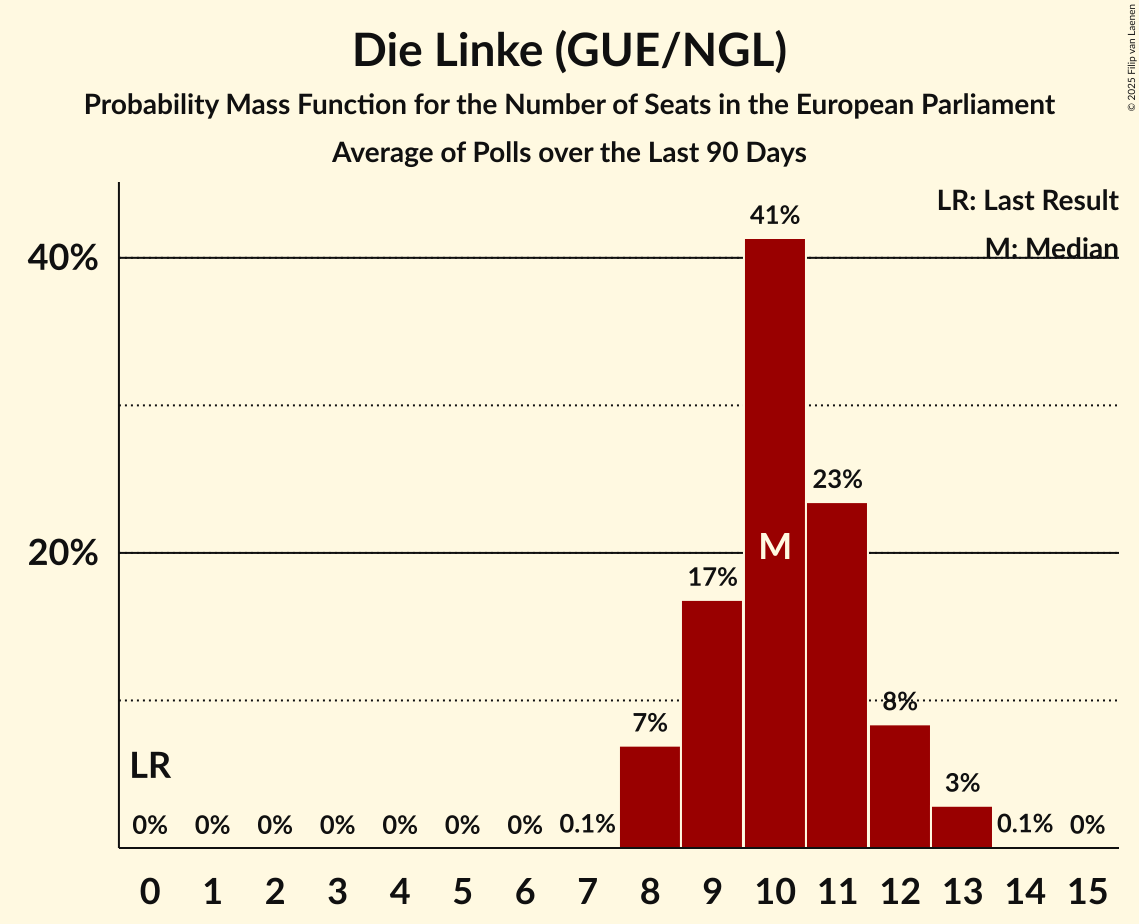 Die Linke (GUE/NGL)
Probability Mass Function for the Number of Seats in the European Parliament
Average of Polls over the Last 90 Days
© 2025 Filip van Laenen
LR: Last Result
M: Median
40%
20%
41%
23%
17%
M
8%
7%
3%
LR
0% 0% 0% 0% 0% 0% 0% 0.1% 0.1% 0%
0 1 2 3 4 5 6 7 8 9 10 11 12 13 14 15